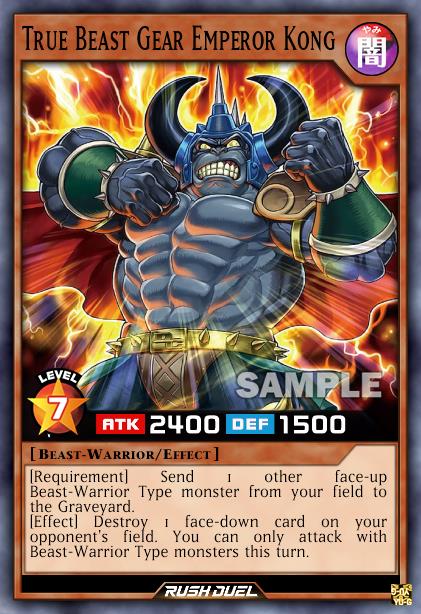 TRUE BEAST GEAR EMPEROR KONG
やみ
闇
LEVEL
7
SAMPLE
ATK 2400 DEF 1500
[BEAST-WARRIOR/EFFECT]
[Requirement] Send 1 other face-up
Beast-Warrior Type monster from your field to
the Graveyard.
[Effect] Destroy 1 face-down card on your
opponent's field. You can only attack with
Beast-Warrior Type monsters this turn.
RUSH DUEL